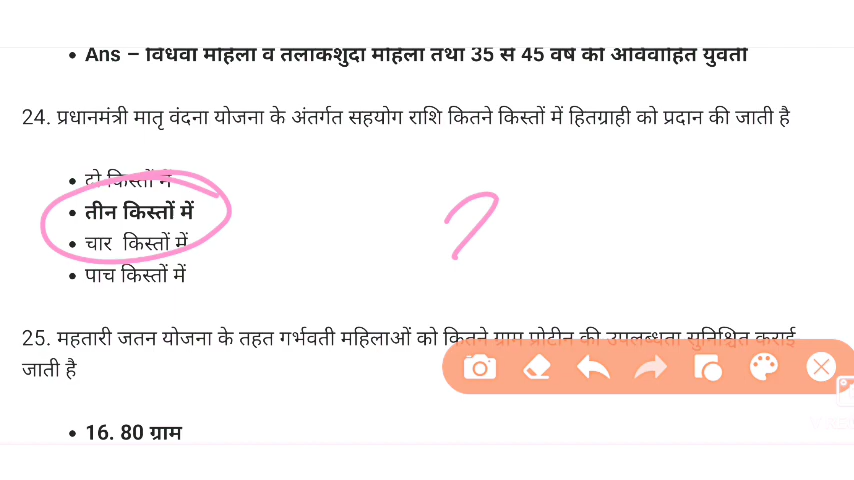 • Ans – विधवा महिला व तलाकशुदा महिला तथा 35 से 45 वर्ष की अविवाहित युवती
24. प्रधानमंत्री मातृ वंदना योजना के अंतर्गत सहयोग राशि कितने किस्तों में हितग्राही को प्रदान की जाती है
• दो किस्तों में
• तीन किस्तों में
• चार किस्तों में
• पाच किस्तों में
?
25. महतारी जतन योजना के तहत गर्भवती महिलाओं को कितने ग्राम प्रोटीन की उपलब्धता सुनिश्चित कराई
जाती है
• 16. 80 ग्राम